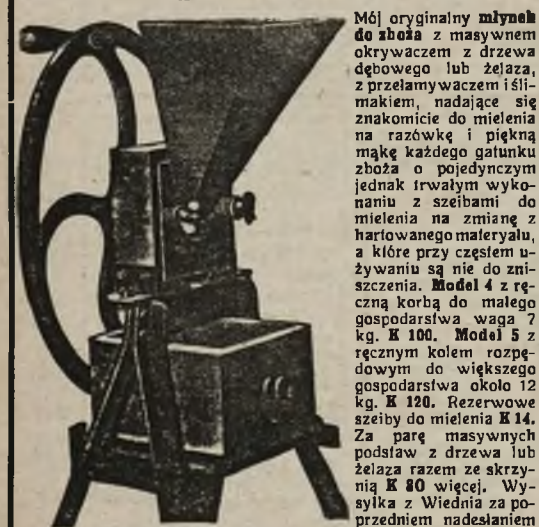 Mój oryginalny młynek
do zboża z masywnem
okrywaczem z drzewa
dębowego lub żelaza,
z przełamywaczem i śli-
makiem, nadające się
znakomicie do mielenia
na razówkę i piękną
mąkę każdego gatunku
zboża o pojedynczym
jednak trwałym wyko-
naniu z szeibami do
mielenia na zmianę z
hartowanego materyału,
a które przy częstem u-
żywaniu są nie do zni-
szczenia. Model 4 z rę-
czną korbą do małego
gospodarstwa waga 7
kg. K 100. Model 5 z
ręcznym kołem rozpę-
dowym do większego
gospodarstwa około 12
kg. K 120. Rezerwowe
szeiby do mielenia K 14.
Za parę masywnych
podstaw z drzewa lub
żelaza razem ze skrzy-
nią K 80 więcej. Wy-
syłka z Wiednia za po-
przedniem nadesłaniem